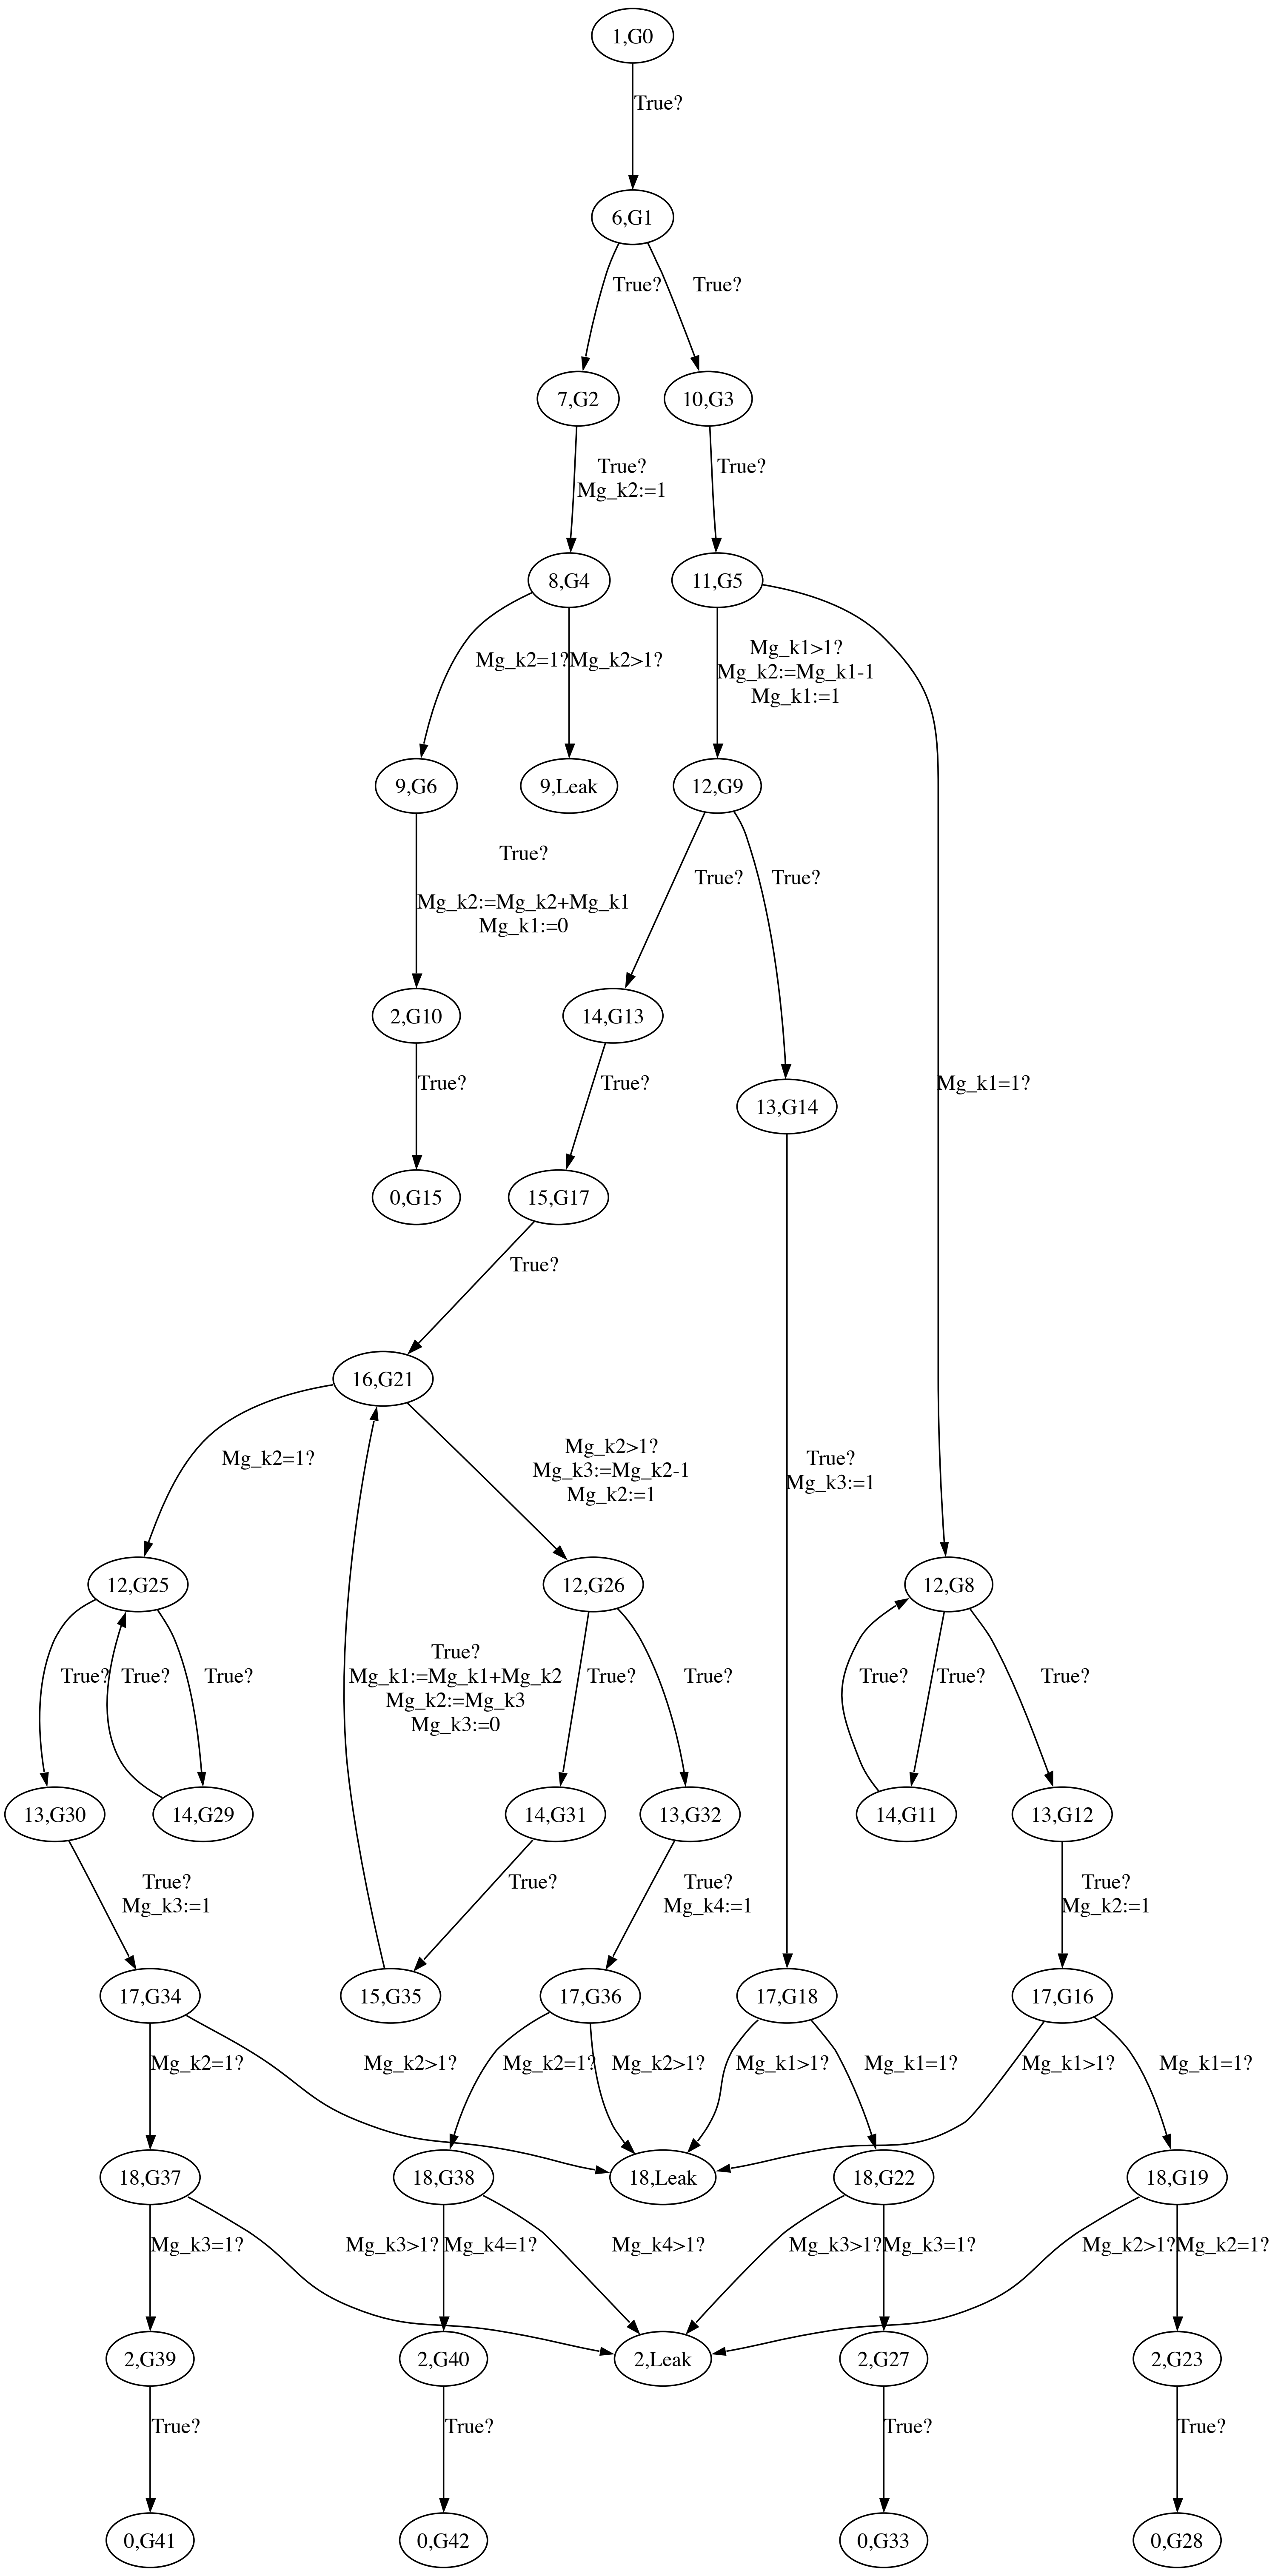 1,G0
True?
6,G1
True?
True?
7,G2
10,G3
True?
Mg_k2:=1
True?
8,G4
11,G5
Mg_k2=1?
Mg_k2>1?
Mg_k1>1?
Mg_k2:=Mg_k1-1
Mg_k1:=1
9,G6
9,Leak
12,G9
True?
Mg_k2:=Mg_k2+Mg_k1
Mg_k1:=0
True?
True?
2,G10
14,G13
True?
True?
Mg_k1=1?
13,G14
0,G15
15,G17
True?
16,G21
Mg_k2=1?
Mg_k2>1?
Mg_k3:=Mg_k2-1
Mg_k2:=1
True?
Mg_k3:=1
12,G25
12,G26
12,G8
True?
True?
True?
True?
Mg_k1:=Mg_k1+Mg_k2
Mg_k2:=Mg_k3
Mg_k3:=0
True?
True?
True?
True?
True?
13,G30
14,G29
14,G31
13,G32
14,G11
13,G12
True?
Mg_k3:=1
True?
True?
Mg_k4:=1
True?
Mg_k2:=1
17,G34
15,G35
17,G36
17,G18
17,G16
Mg_k2=1?
Mg_k2>1?
Mg_k2=1?
Mg_k2>1?
Mg_k1>1?
Mg_k1=1?
Mg_k1>1?
Mg_k1=1?
18,G37
18,G38
18,Leak
18,G22
18,G19
Mg_k3=1?
Mg_k3>1?
Mg_k4=1?
Mg_k4>1?
Mg_k3>1?
Mg_k3=1?
Mg_k2>1?
Mg_k2=1?
2,G39
2,G40
2,Leak
2,G27
2,G23
True?
True?
True?
True?
0,G41
0,G42
0,G33
0,G28